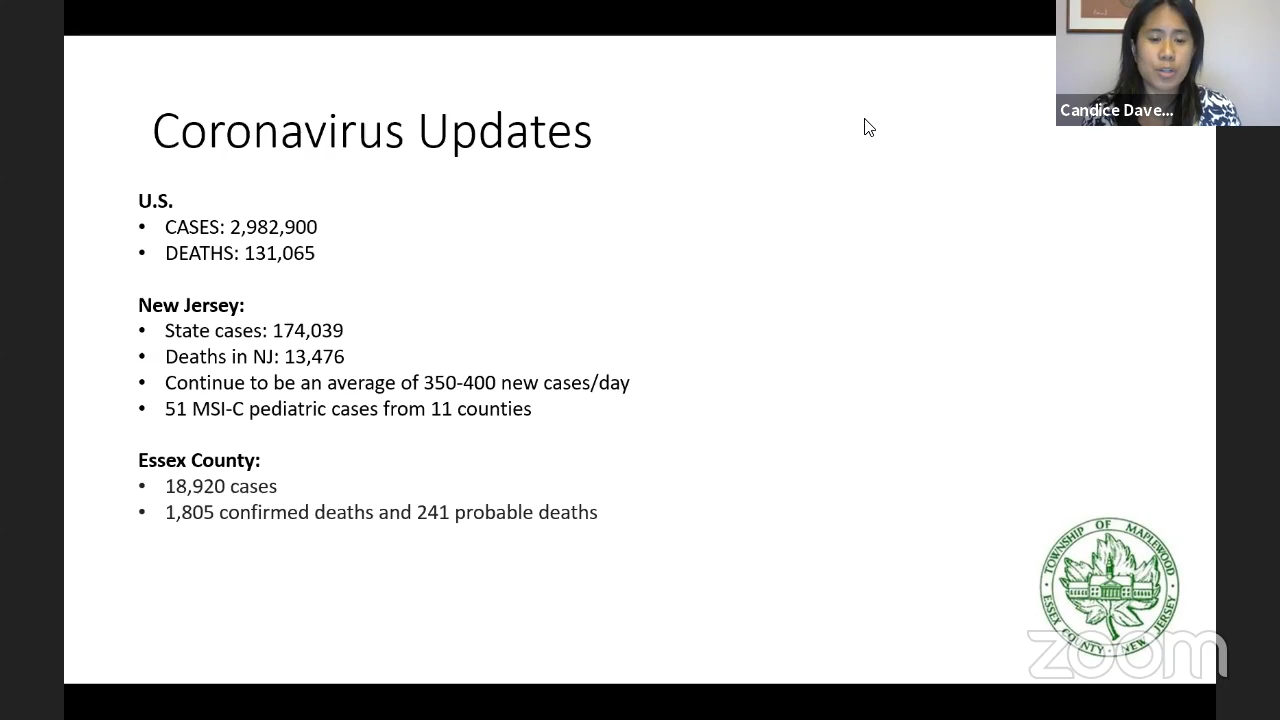 Coronavirus Updates
Candice Dave...
U.S.
• CASES: 2,982,900
• DEATHS: 131,065
New Jersey:
• State cases: 174,039
• Deaths in NJ: 13,476
• Continue to be an average of 350-400 new cases/day
• 51 MSI-C pediatric cases from 11 counties
Essex County:
• 18,920 cases
• 1,805 confirmed deaths and 241 probable deaths
TOWNSHIP OF MAPLEWOOD
ESSEX COUNTY · NEW JERSEY
zoom